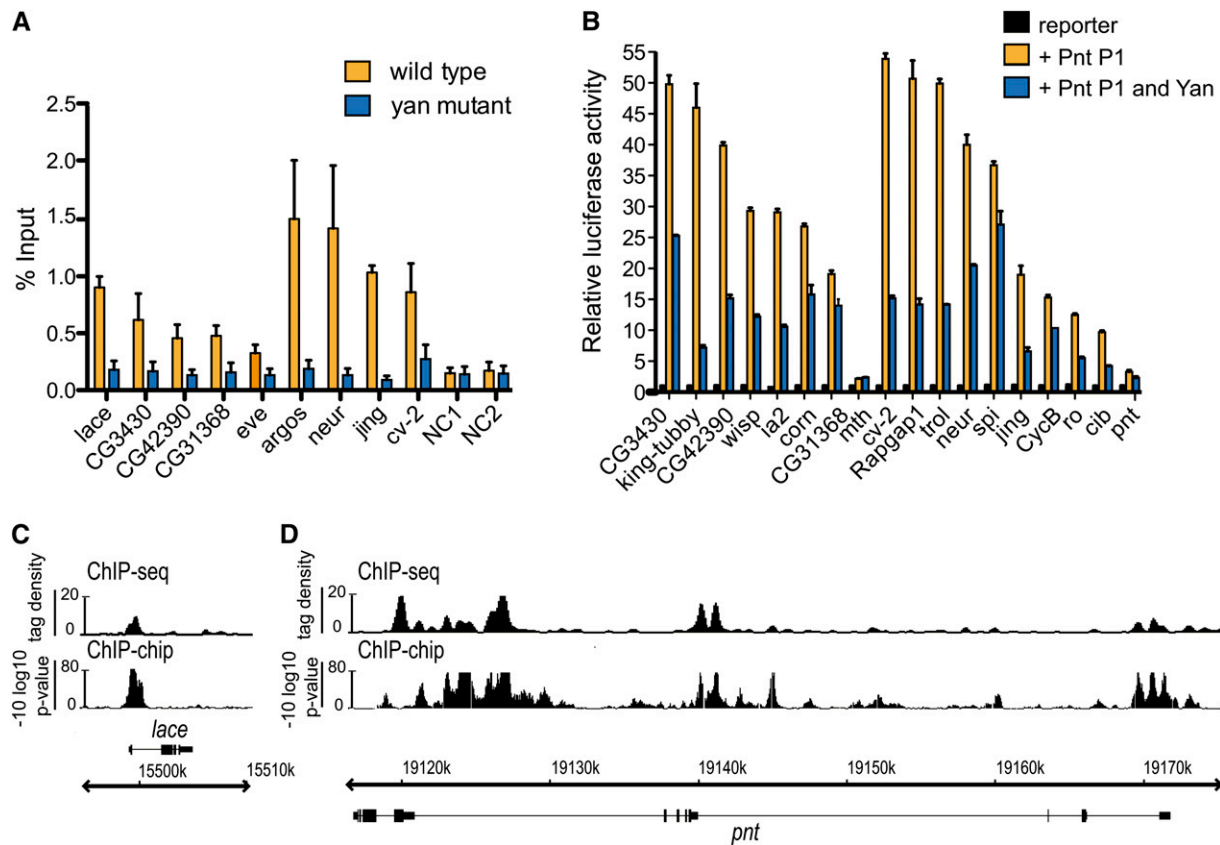 A
wild type
yan mutant
% Input
2.5
2.0
1.5
1.0
0.5
0.0
lace
CG3430
CG42390
CG31368
eve
argos
neur
jing
cv-2
NC1
NC2
B
reporter
+ Pnt P1
+ Pnt P1 and Yan
Relative luciferase activity
55
50
45
40
35
30
25
20
15
10
5
0
CG3430
king-tubby
CG42390
wisp
la2
corn
CG31368
mth
cv-2
Rapgap1
trol
neur
spi
jing
CycB
ro
cib
pnt
C
ChIP-seq
tag density
20
0
ChIP-chip
-10 log10
p-value
80
0
lace
15500k
15510k
D
ChIP-seq
tag density
20
0
ChIP-chip
-10 log10
p-value
80
0
19120k
19130k
19140k
19150k
19160k
19170k
pnt